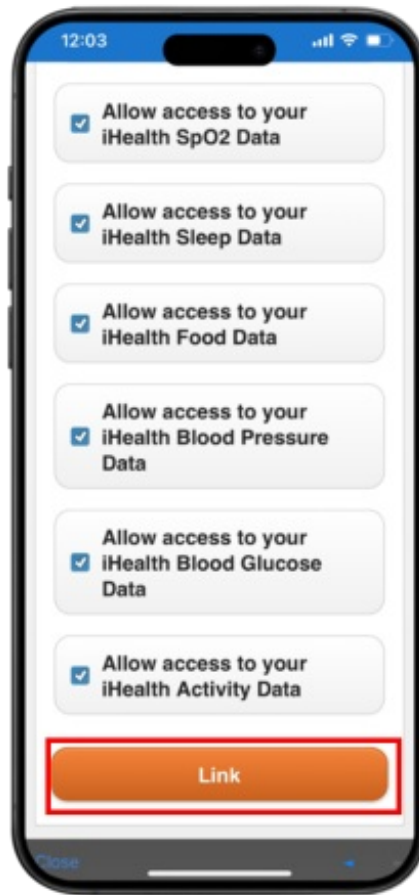 12:03
Allow access to your
iHealth SpO2 Data
Allow access to your
iHealth Sleep Data
Allow access to your
iHealth Food Data
Allow access to your
iHealth Blood Pressure
Data
Allow access to your
iHealth Blood Glucose
Data
Allow access to your
iHealth Activity Data
Link
Close